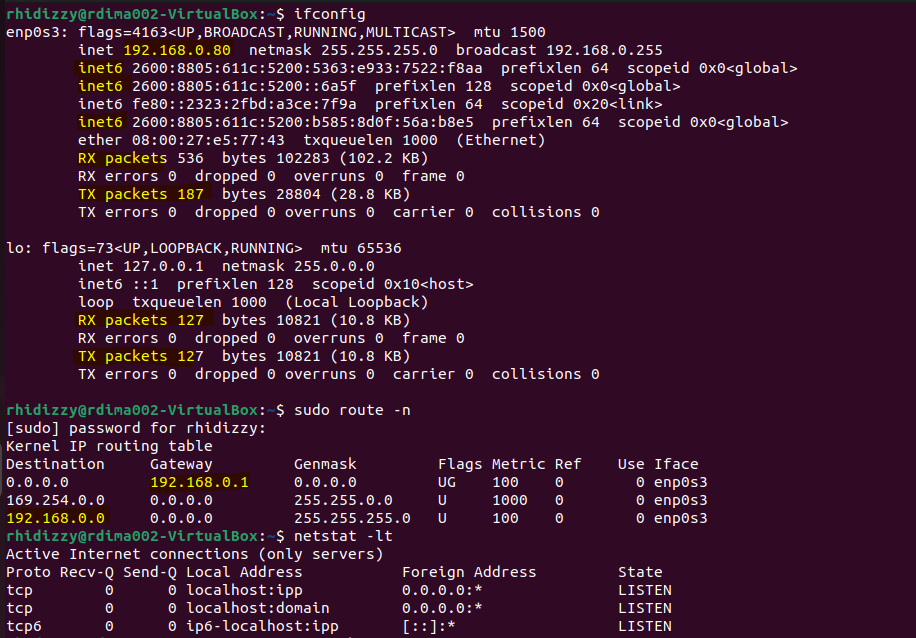 rhidizzy@rdima002-VirtualBox:~$ ifconfig
enp0s3: flags=4163<UP,BROADCAST,RUNNING,MULTICAST>  mtu 1500
        inet 192.168.0.80  netmask 255.255.255.0  broadcast 192.168.0.255
        inet6 2600:8805:611c:5200:5363:e933:7522:f8aa  prefixlen 64  scopeid 0x0<global>
        inet6 2600:8805:611c:5200::6a5f  prefixlen 128  scopeid 0x0<global>
        inet6 fe80::2323:2fbd:a3ce:7f9a  prefixlen 64  scopeid 0x20<link>
        inet6 2600:8805:611c:5200:b585:8d0f:56a:b8e5  prefixlen 64  scopeid 0x0<global>
        ether 08:00:27:e5:77:43  txqueuelen 1000  (Ethernet)
        RX packets 536  bytes 102283 (102.2 KB)
        RX errors 0  dropped 0  overruns 0  frame 0
        TX packets 187  bytes 28804 (28.8 KB)
        TX errors 0  dropped 0 overruns 0  carrier 0  collisions 0
lo: flags=73<UP,LOOPBACK,RUNNING>  mtu 65536
        inet 127.0.0.1  netmask 255.0.0.0
        inet6 ::1  prefixlen 128  scopeid 0x10<host>
        loop  txqueuelen 1000  (Local Loopback)
        RX packets 127  bytes 10821 (10.8 KB)
        RX errors 0  dropped 0  overruns 0  frame 0
        TX packets 127  bytes 10821 (10.8 KB)
        TX errors 0  dropped 0 overruns 0  carrier 0  collisions 0
rhidizzy@rdima002-VirtualBox:~$ sudo route -n
[sudo] password for rhidizzy:
Kernel IP routing table
Destination     Gateway         Genmask         Flags Metric Ref    Use Iface
0.0.0.0         192.168.0.1     0.0.0.0         UG    100    0        0 enp0s3
169.254.0.0     0.0.0.0         255.255.0.0     U     1000   0        0 enp0s3
192.168.0.0     0.0.0.0         255.255.255.0   U     100    0        0 enp0s3
rhidizzy@rdima002-VirtualBox:~$ netstat -lt
Active Internet connections (only servers)
Proto Recv-Q Send-Q Local Address           Foreign Address         State
tcp        0      0 localhost:ipp           0.0.0.0:*               LISTEN
tcp        0      0 localhost:domain        0.0.0.0:*               LISTEN
tcp6       0      0 ip6-localhost:ipp       [::]:*                  LISTEN